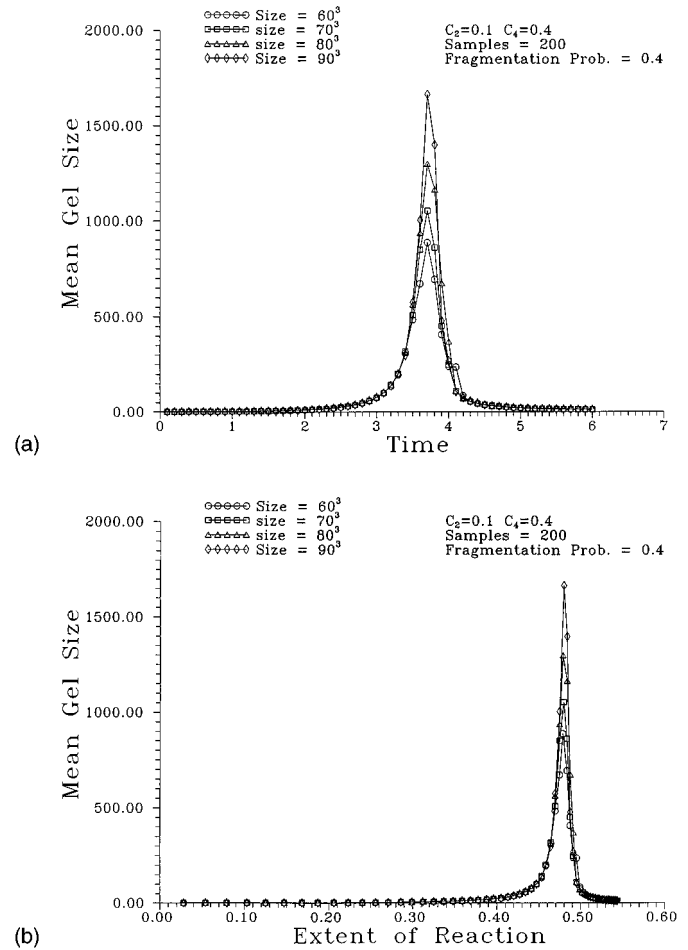 Size = 60³
size = 70³
Size = 80³
Size = 90³
C₂=0.1 C₄=0.4
Samples = 200
Fragmentation Prob. = 0.4
2000.00
1500.00
1000.00
500.00
0.00
Mean Gel Size
0 1 2 3 4 5 6 7
Time
(a)
Size = 60³
size = 70³
Size = 80³
Size = 90³
C₂=0.1 C₄=0.4
Samples = 200
Fragmentation Prob. = 0.4
2000.00
1500.00
1000.00
500.00
0.00
Mean Gel Size
0.00 0.10 0.20 0.30 0.40 0.50 0.60
Extent of Reaction
(b)